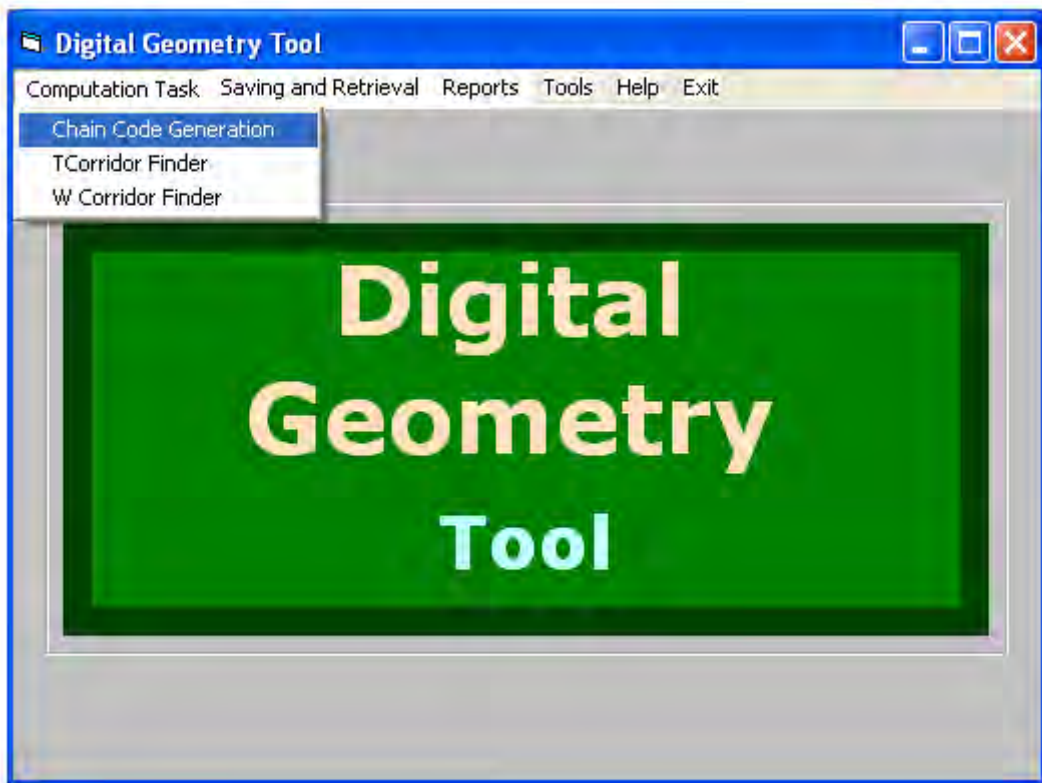 Digital Geometry Tool
Computation Task Saving and Retrieval Reports Tools Help Exit
Chain Code Generation
TCorridor Finder
W Corridor Finder
Digital
Geometry
Tool